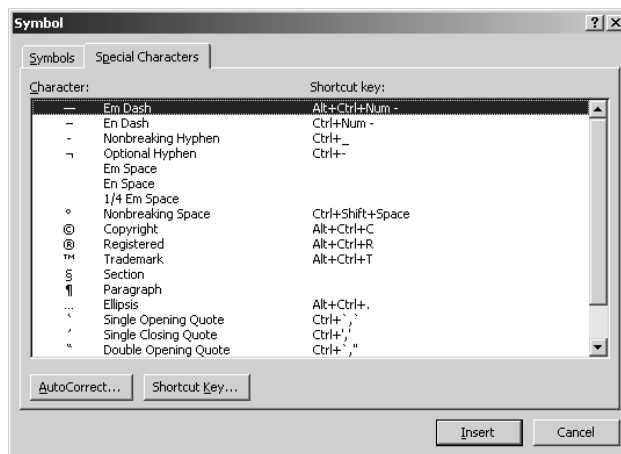 Symbol
Symbols Special Characters
Character: Shortcut key:
— Em Dash Alt+Ctrl+Num -
– En Dash Ctrl+Num -
- Nonbreaking Hyphen Ctrl+_
¬ Optional Hyphen Ctrl+-
Em Space
En Space
1/4 Em Space
° Nonbreaking Space Ctrl+Shift+Space
© Copyright Alt+Ctrl+C
® Registered Alt+Ctrl+R
™ Trademark Alt+Ctrl+T
§ Section
¶ Paragraph
… Ellipsis Alt+Ctrl+.
‘ Single Opening Quote Ctrl+`,`
’ Single Closing Quote Ctrl+','
“ Double Opening Quote Ctrl+`,"
AutoCorrect... Shortcut Key...
Insert Cancel